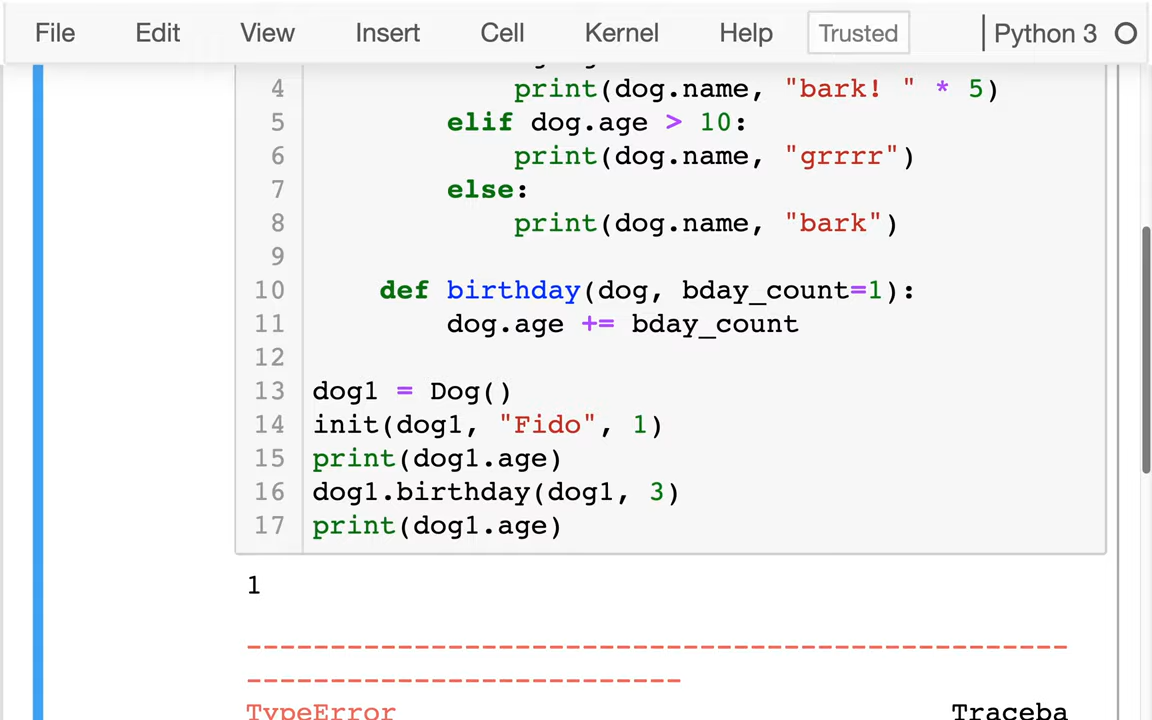 File Edit View Insert Cell Kernel Help Trusted Python 3
4 print(dog.name, "bark! " * 5)
5 elif dog.age > 10:
6 print(dog.name, "grrrr")
7 else:
8 print(dog.name, "bark")
9
10 def birthday(dog, bday_count=1):
11 dog.age += bday_count
12
13 dog1 = Dog()
14 init(dog1, "Fido", 1)
15 print(dog1.age)
16 dog1.birthday(dog1, 3)
17 print(dog1.age)
1
-------------------------------------------------
--------------------------
TypeError Traceba